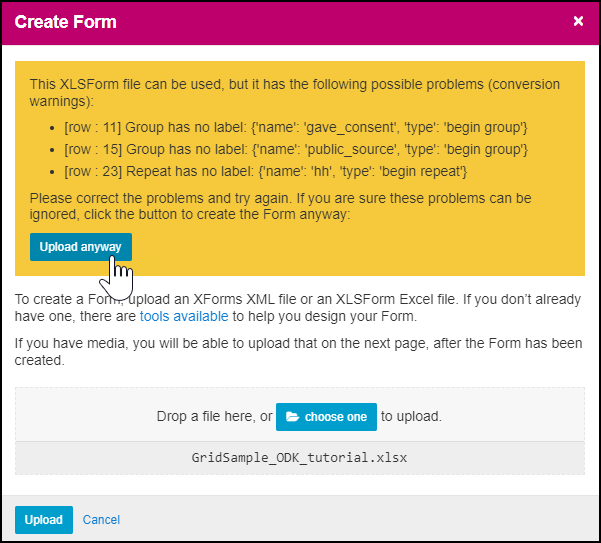 Create Form
×
This XLSForm file can be used, but it has the following possible problems (conversion
warnings):
• [row : 11] Group has no label: {'name': 'gave_consent', 'type': 'begin group'}
• [row : 15] Group has no label: {'name': 'public_source', 'type': 'begin group'}
• [row : 23] Repeat has no label: {'name': 'hh', 'type': 'begin repeat'}
Please correct the problems and try again. If you are sure these problems can be
ignored, click the button to create the Form anyway:
Upload anyway
To create a Form, upload an XForms XML file or an XLSForm Excel file. If you don’t already
have one, there are tools available to help you design your Form.
If you have media, you will be able to upload that on the next page, after the Form has been
created.
Drop a file here, or choose one to upload.
GridSample_ODK_tutorial.xlsx
Upload Cancel